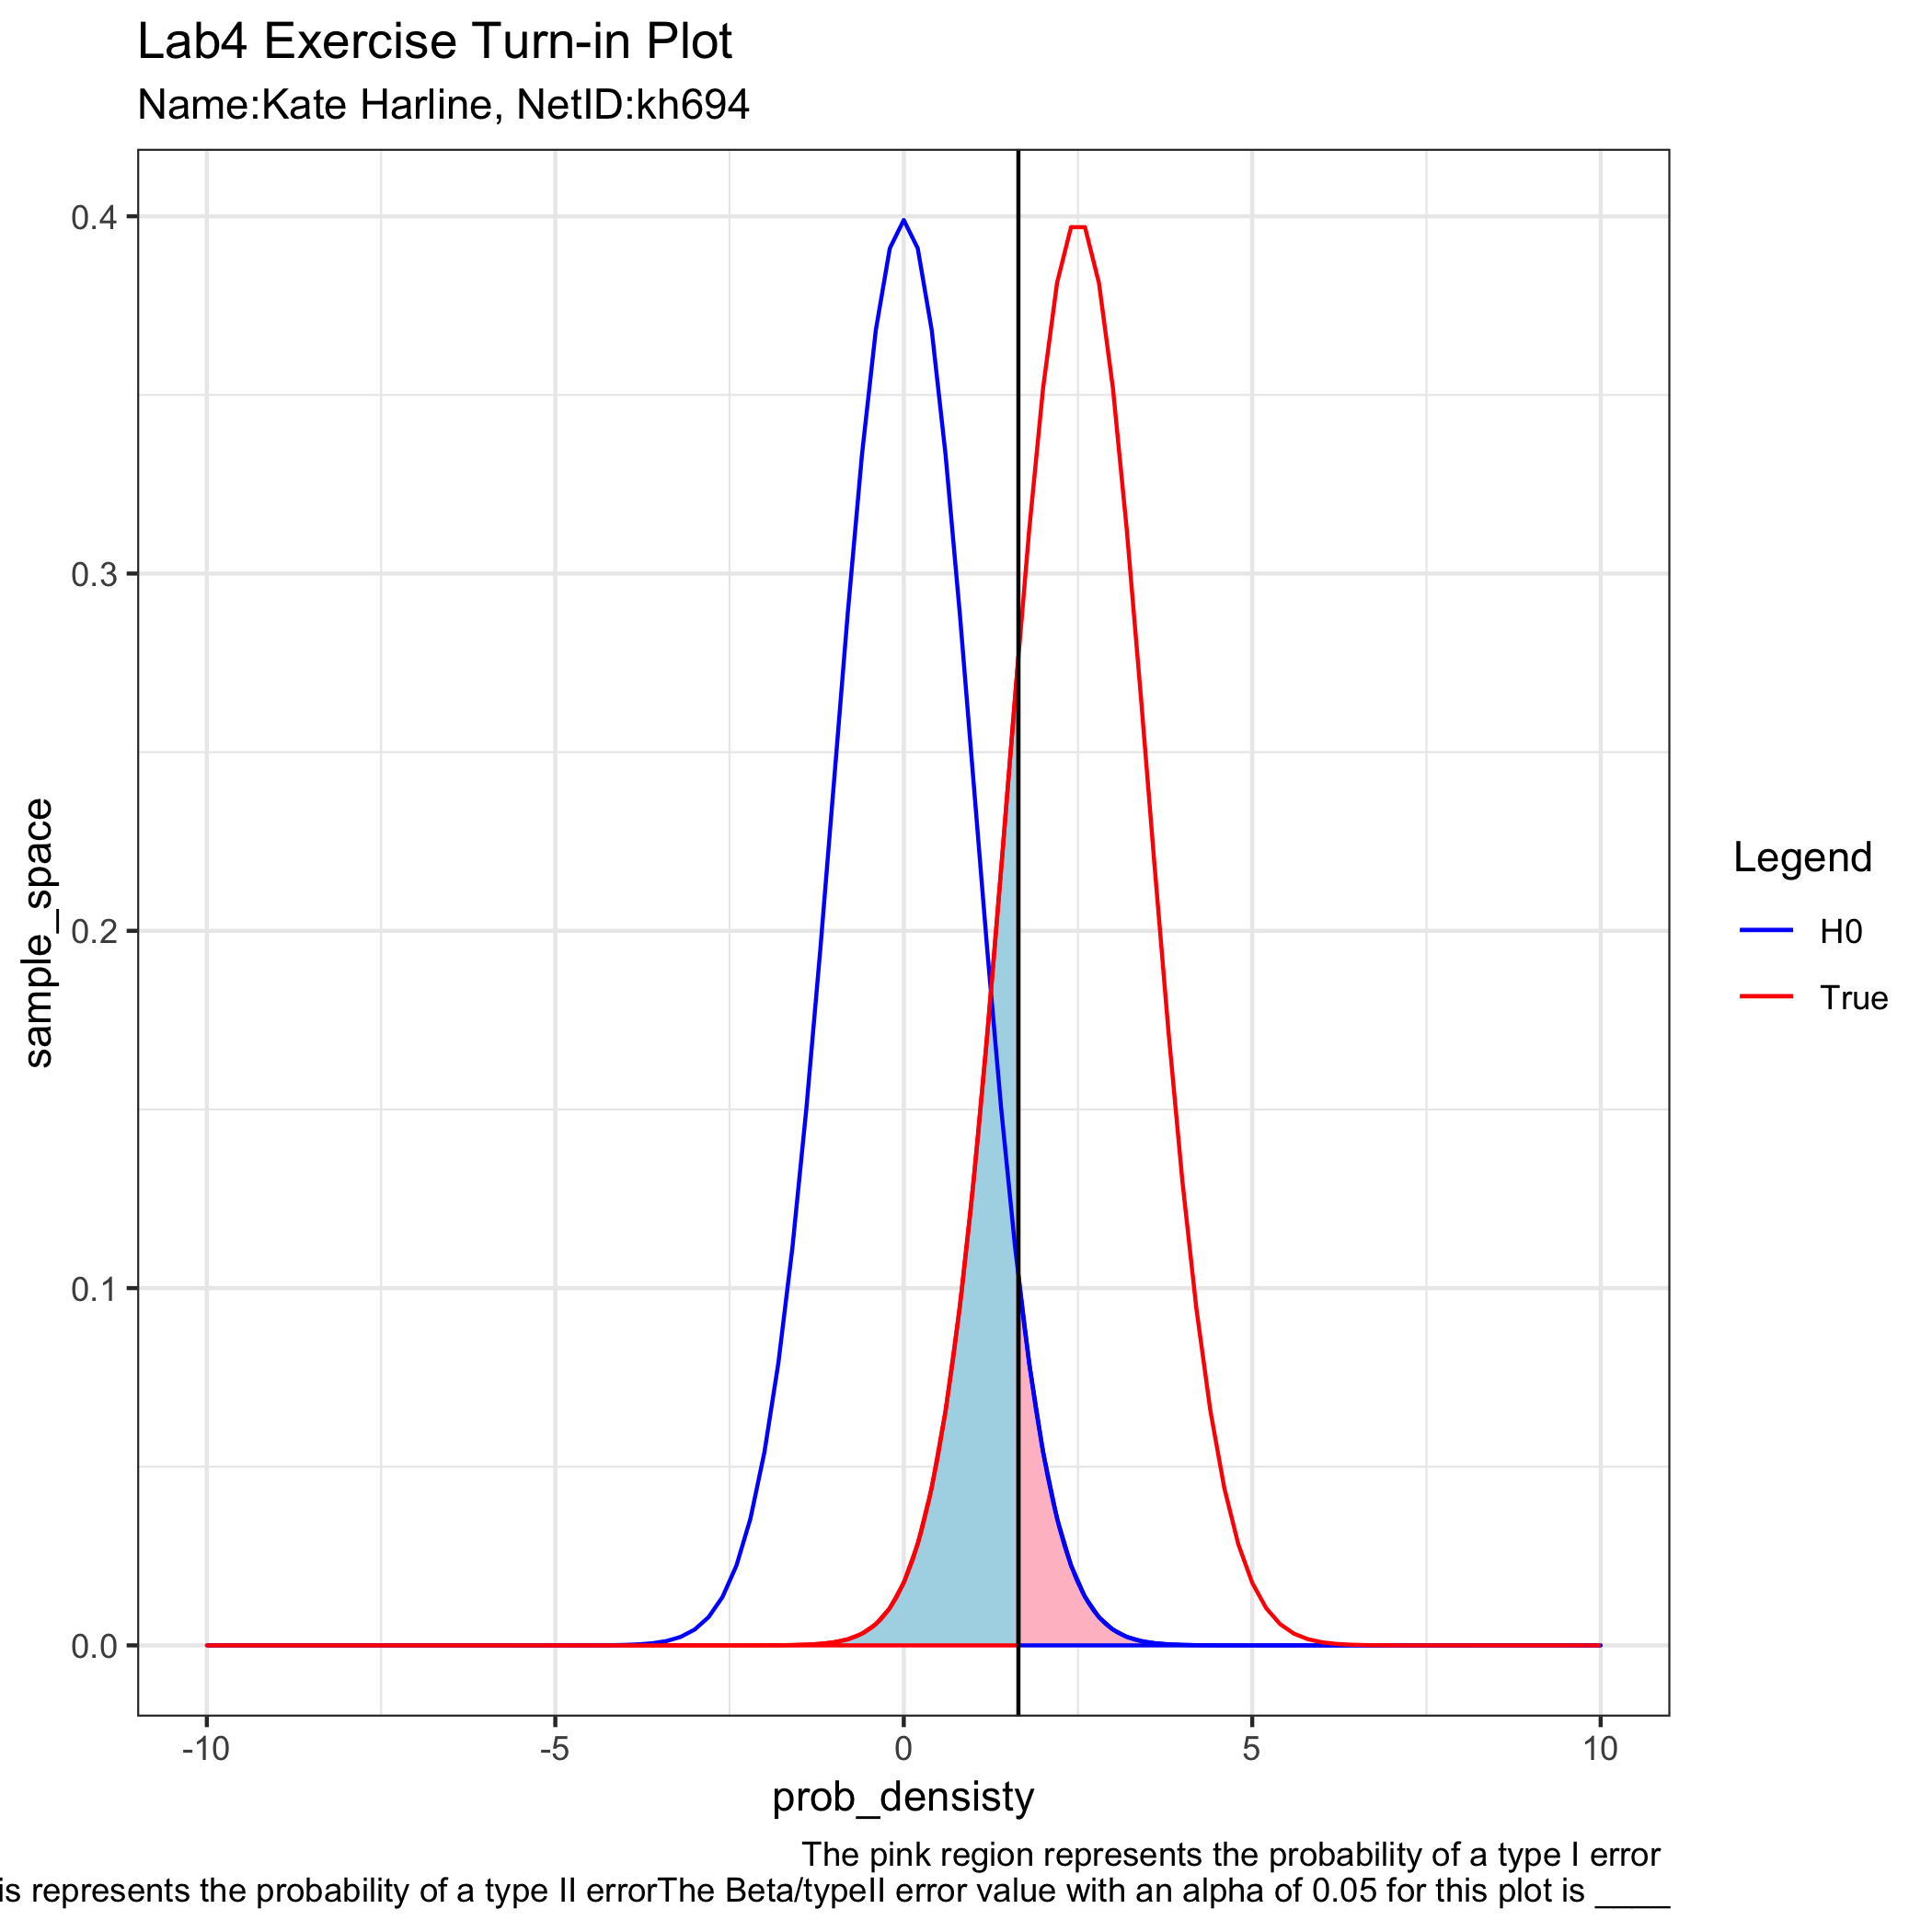 Lab4 Exercise Turn-in Plot
Name:Kate Harline, NetID:kh694
0.4
0.3
0.2
0.1
0.0
sample_space
-10
-5
0
5
10
prob_densisty
Legend
H0
True
The pink region represents the probability of a type I error
is represents the probability of a type II errorThe Beta/typeII error value with an alpha of 0.05 for this plot is ____